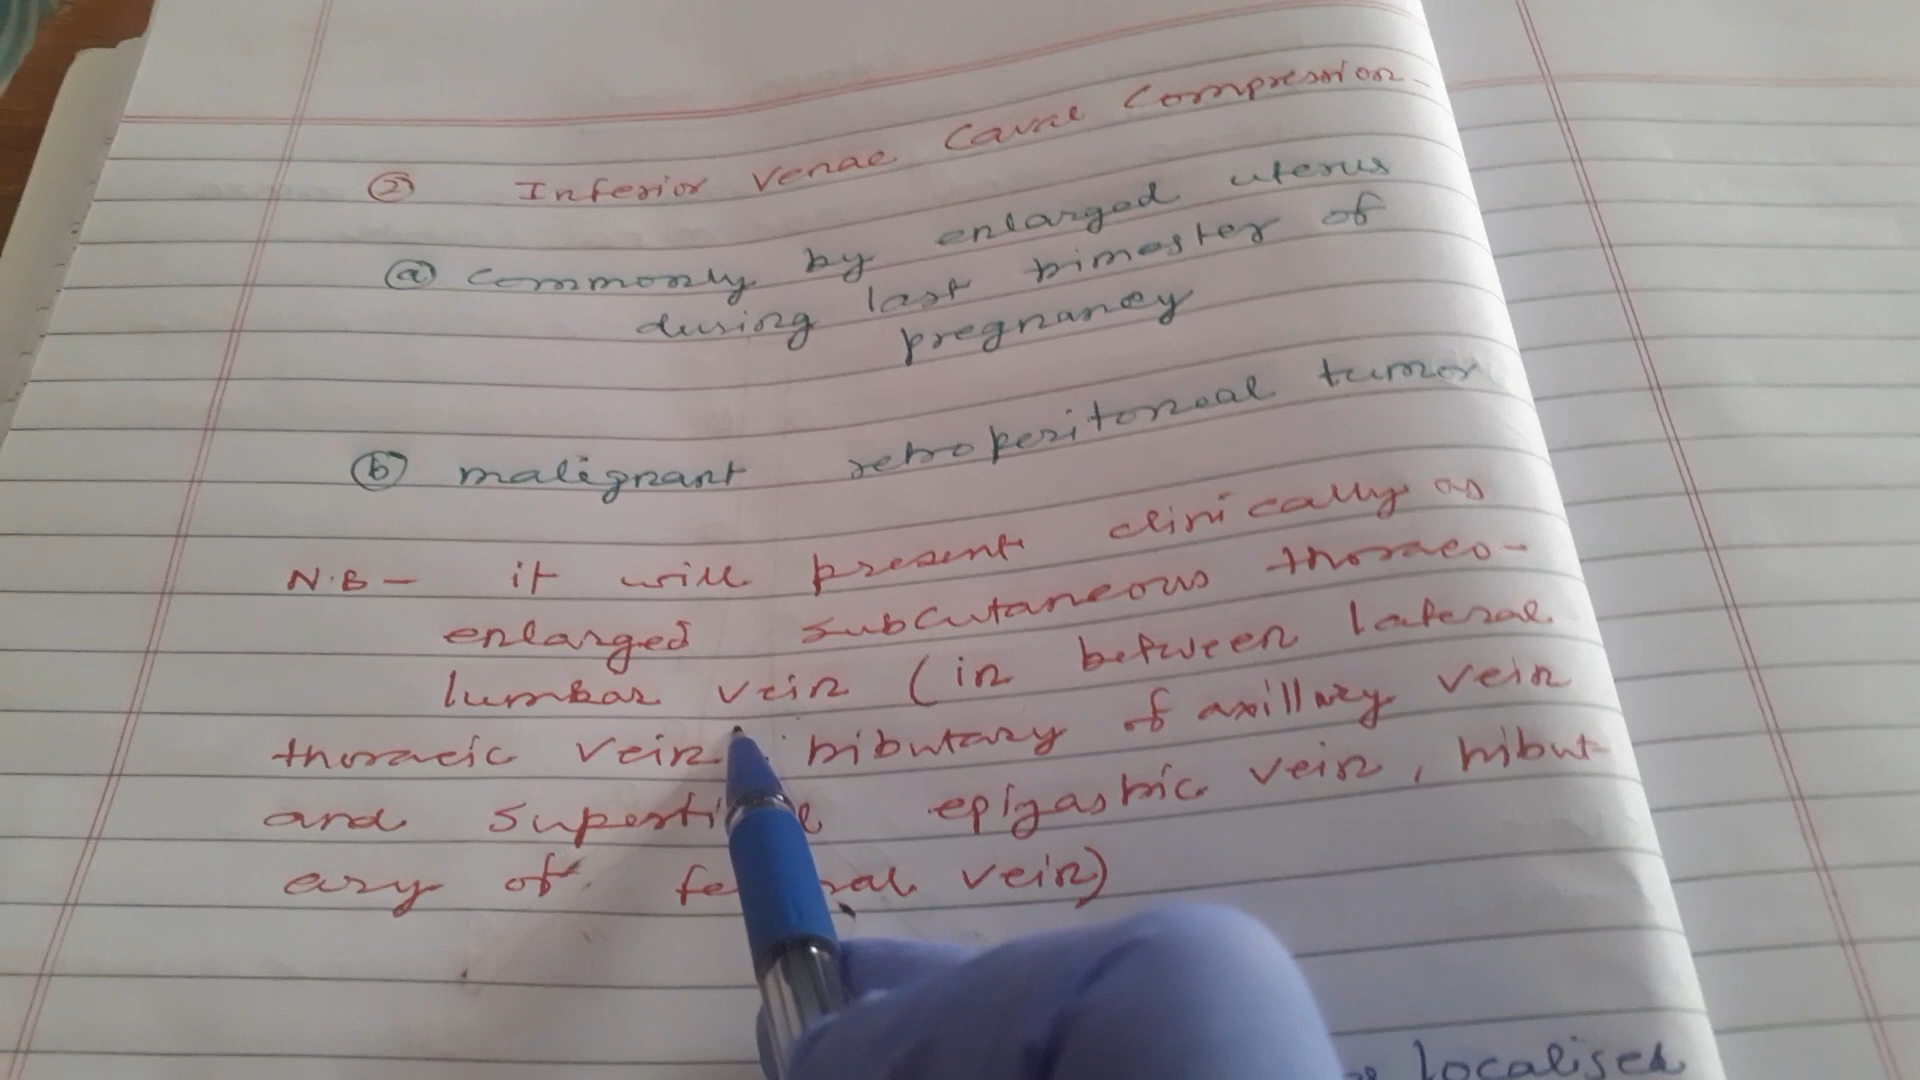 ② Inferior Venae Cavae Compression
ⓐ commonly by enlarged uterus
during last trimester of
pregnancy
ⓑ malignant retroperitoneal tumor
N.B - it will present clinically as
enlarged subcutaneous thoraco-
lumbar vein (in between lateral
thoracic vein tributary of axillary vein
and epigastric vein, tribut-
ary of vein)
localised